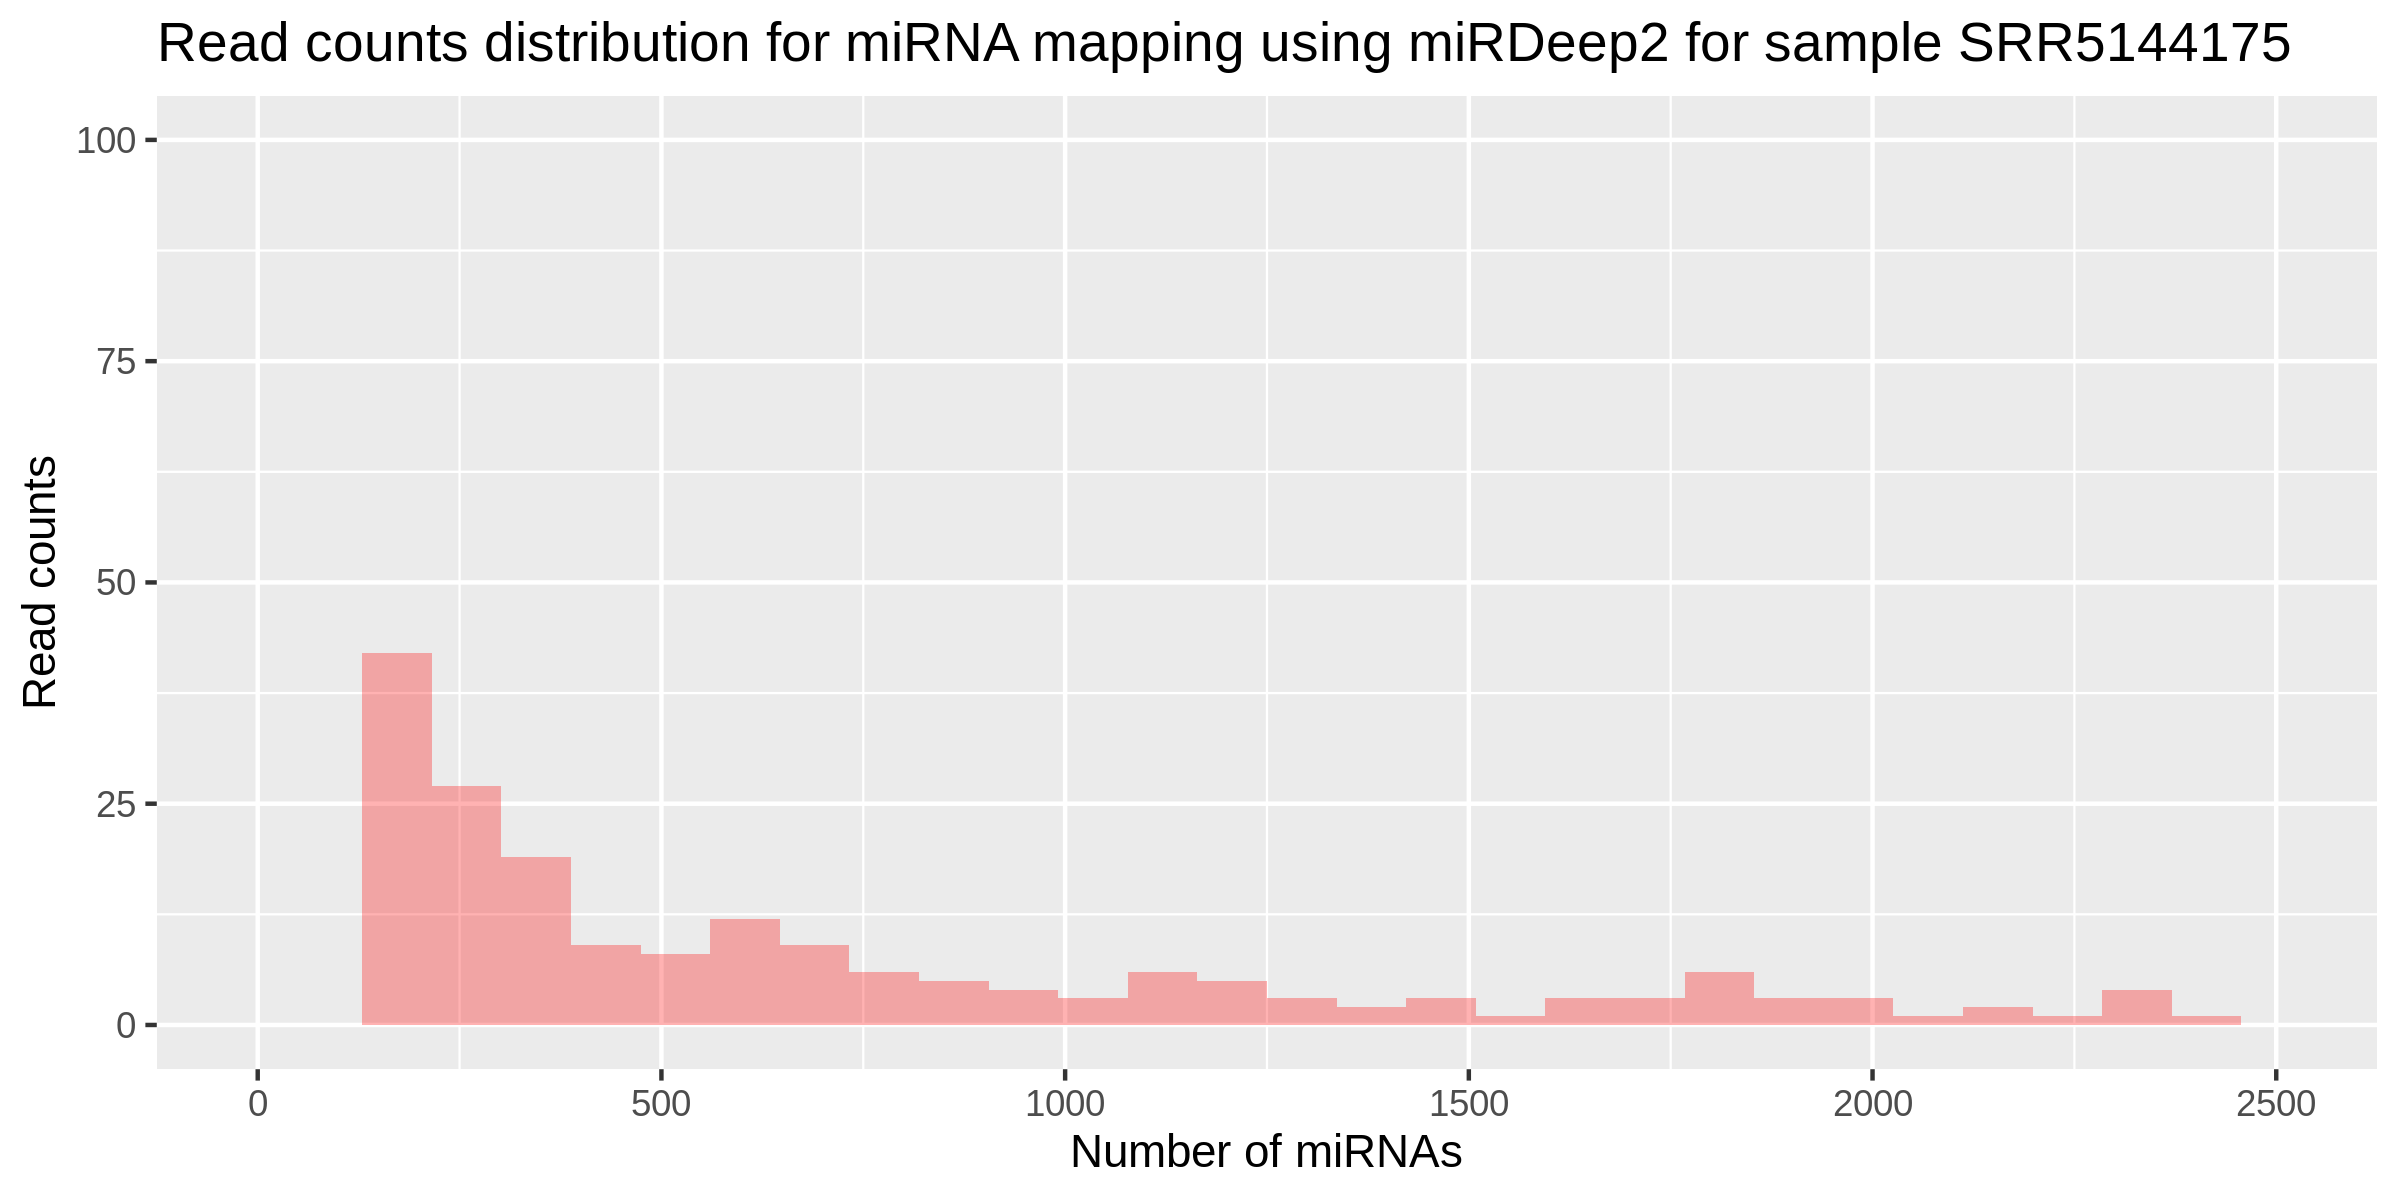 Read counts distribution for miRNA mapping using miRDeep2 for sample SRR5144175
100
75
50
25
0
Read counts
0 500 1000 1500 2000 2500
Number of miRNAs